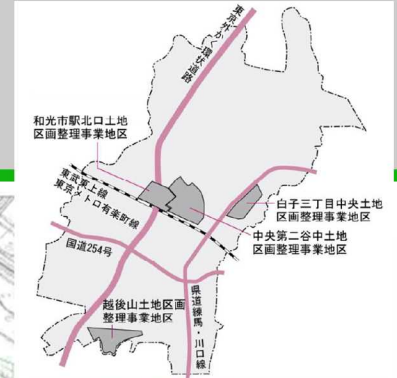 東京外かく環状道路
和光市駅北口土地
区画整理事業地区
東武東上線
東京メトロ有楽町線
白子三丁目中央土地
区画整理事業地区
中央第二谷中土地
区画整理事業地区
国道254号
県道練馬・川口線
越後山土地区画
整理事業地区